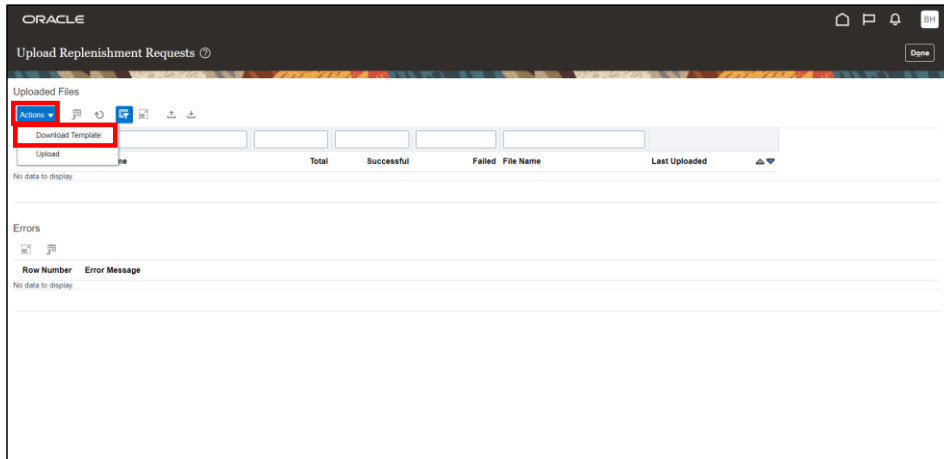 ORACLE
BH
Upload Replenishment Requests
Done
Uploaded Files
Actions
Download Template
Upload
me Total Successful Failed File Name Last Uploaded
No data to display.
Errors
Row Number Error Message
No data to display.